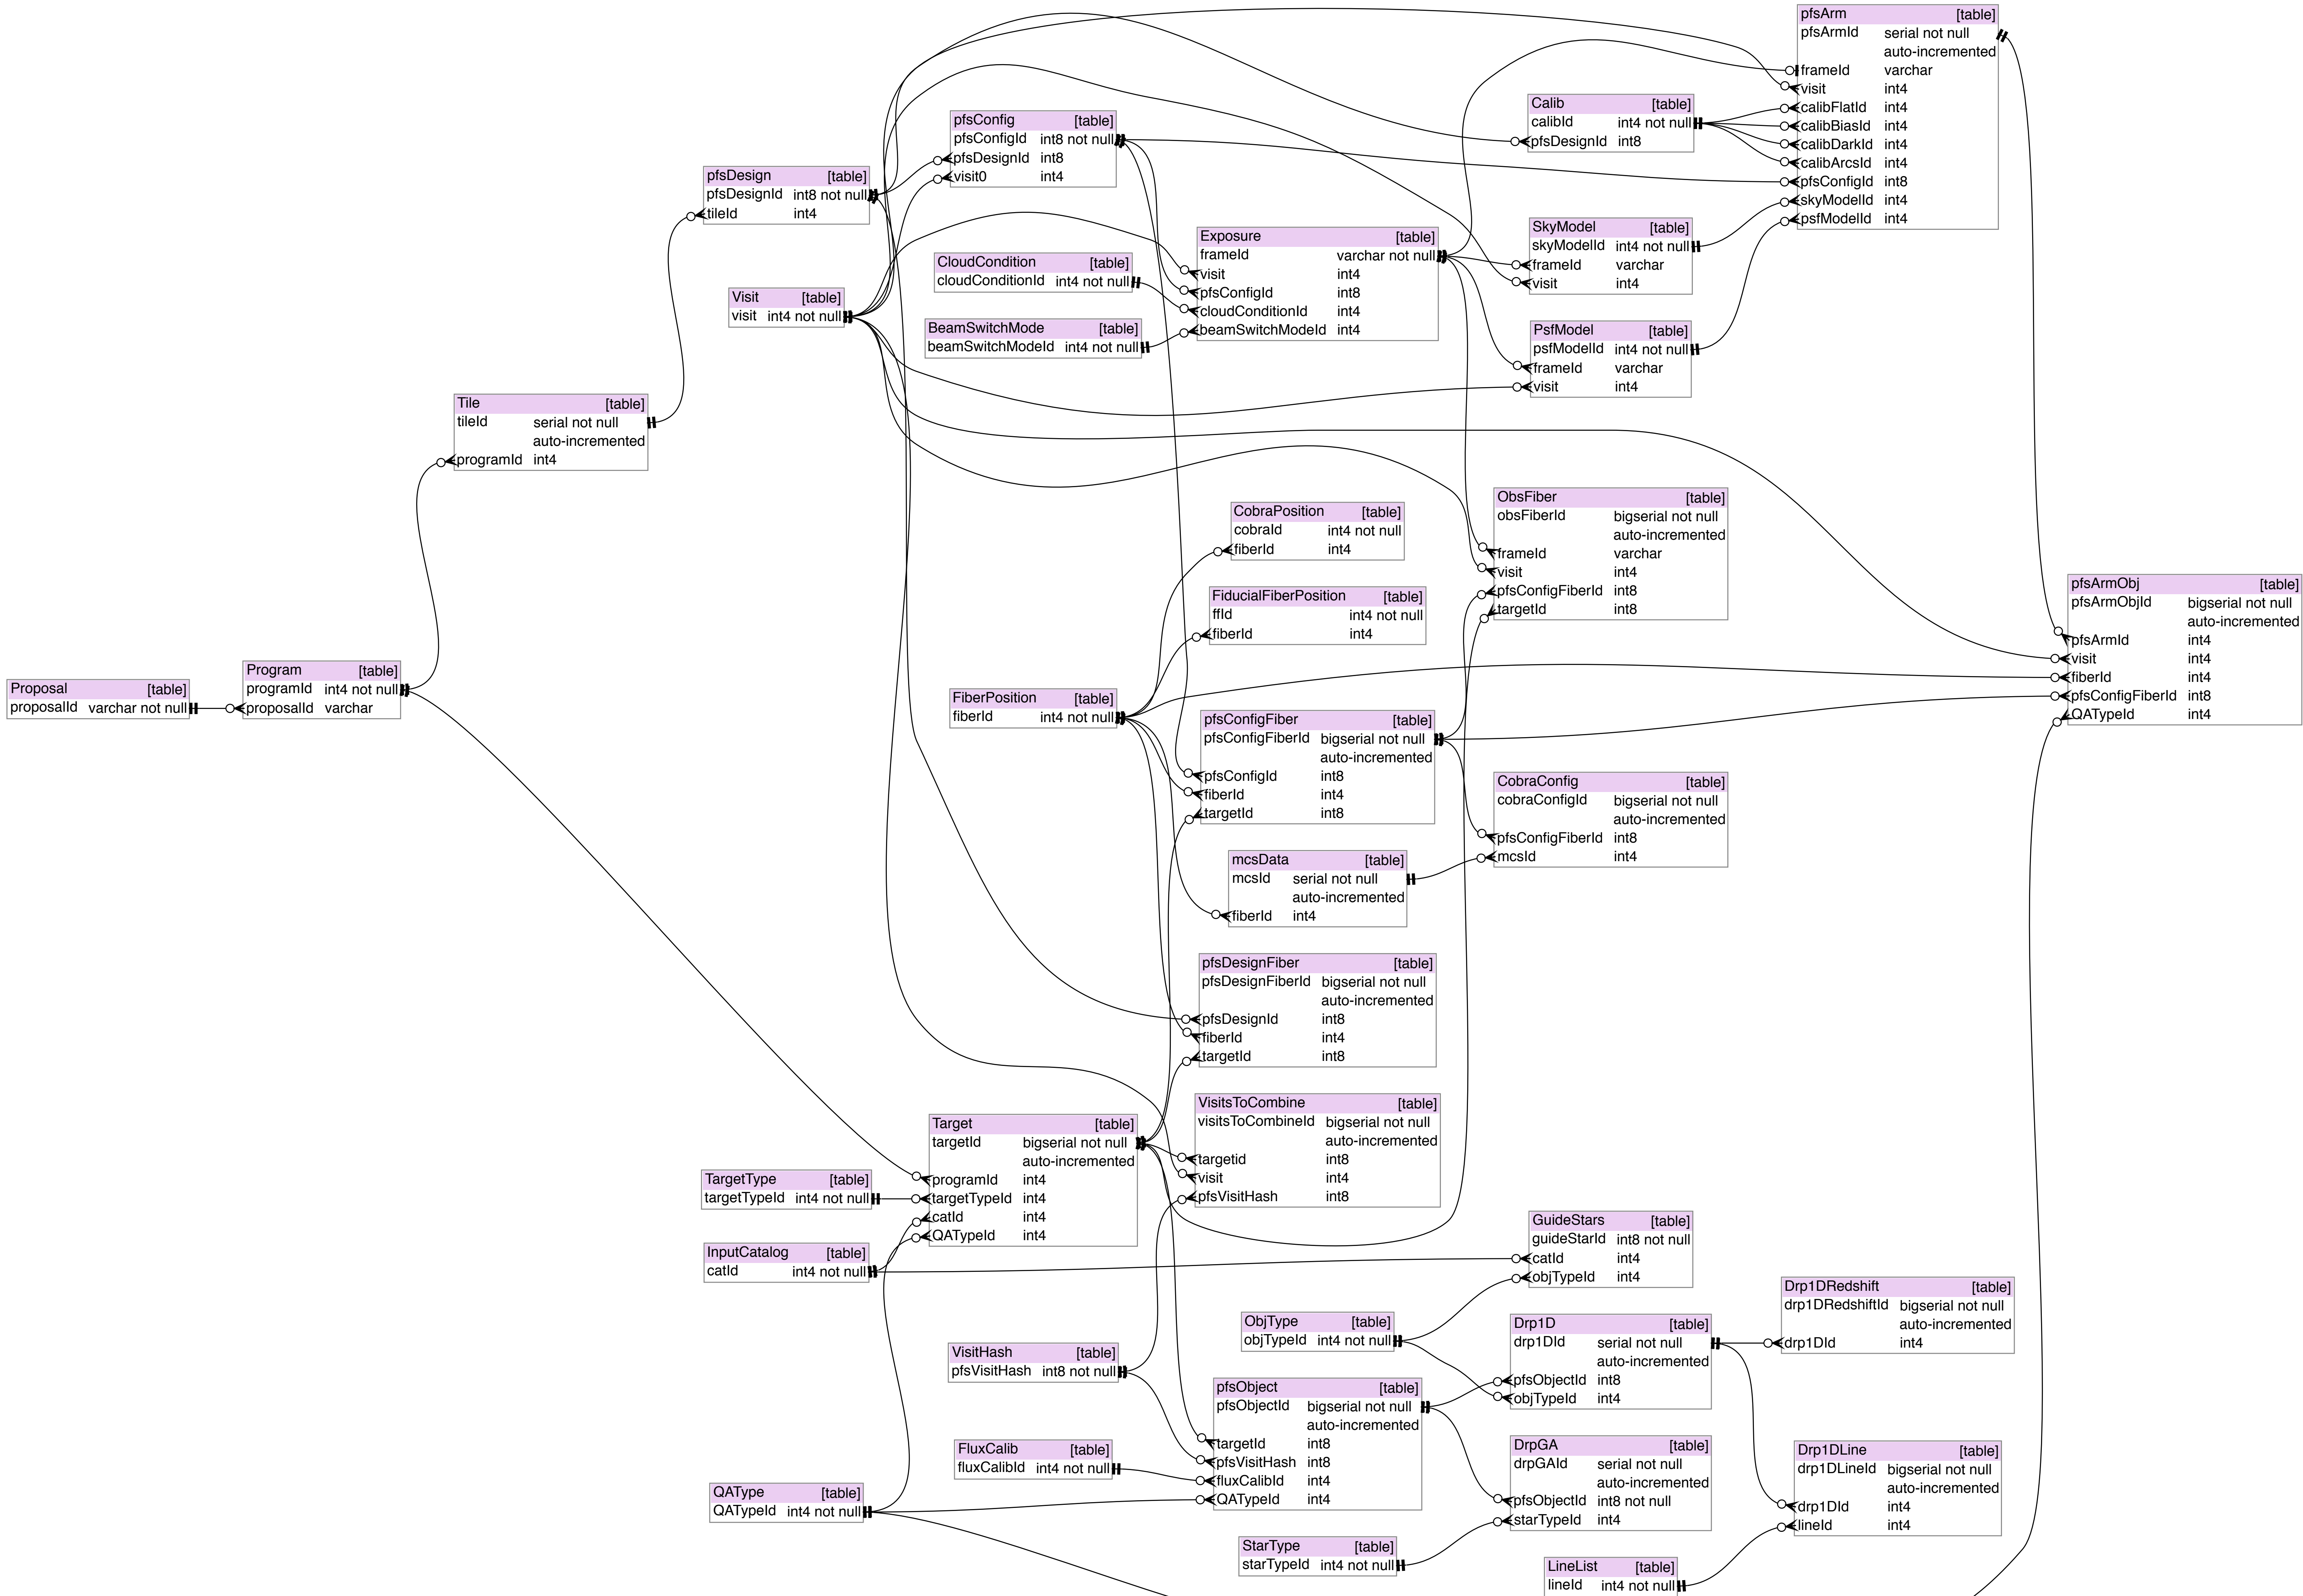 pfsArm [table]
pfsArmId serial not null
auto-incremented
frameId varchar
visit int4
calibFlatId int4
calibBiasId int4
calibDarkId int4
calibArcsId int4
pfsConfigId int8
skyModelId int4
psfModelId int4
Calib [table]
calibId int4 not null
pfsDesignId int8
pfsConfig [table]
pfsConfigId int8 not null
pfsDesignId int8
visit0 int4
pfsDesign [table]
pfsDesignId int8 not null
tileId int4
SkyModel [table]
skyModelId int4 not null
frameId varchar
visit int4
Exposure [table]
frameId varchar not null
visit int4
pfsConfigId int8
cloudConditionId int4
beamSwitchModeId int4
CloudCondition [table]
cloudConditionId int4 not null
Visit [table]
visit int4 not null
BeamSwitchMode [table]
beamSwitchModeId int4 not null
PsfModel [table]
psfModelId int4 not null
frameId varchar
visit int4
Tile [table]
tileId serial not null
auto-incremented
programId int4
ObsFiber [table]
obsFiberId bigserial not null
auto-incremented
frameId varchar
visit int4
pfsConfigFiberId int8
targetId int8
CobraPosition [table]
cobraId int4 not null
fiberId int4
FiducialFiberPosition [table]
ffId int4 not null
fiberId int4
pfsArmObj [table]
pfsArmObjId bigserial not null
auto-incremented
pfsArmId int4
visit int4
fiberId int4
pfsConfigFiberId int8
QATypeId int4
Program [table]
programId int4 not null
proposalId varchar
Proposal [table]
proposalId varchar not null
FiberPosition [table]
fiberId int4 not null
pfsConfigFiber [table]
pfsConfigFiberId bigserial not null
auto-incremented
pfsConfigId int8
fiberId int4
targetId int8
CobraConfig [table]
cobraConfigId bigserial not null
auto-incremented
pfsConfigFiberId int8
mcsId int4
mcsData [table]
mcsId serial not null
auto-incremented
fiberId int4
pfsDesignFiber [table]
pfsDesignFiberId bigserial not null
auto-incremented
pfsDesignId int8
fiberId int4
targetId int8
VisitsToCombine [table]
visitsToCombineId bigserial not null
auto-incremented
targetid int8
visit int4
pfsVisitHash int8
Target [table]
targetId bigserial not null
auto-incremented
programId int4
targetTypeId int4
catId int4
QATypeId int4
TargetType [table]
targetTypeId int4 not null
InputCatalog [table]
catId int4 not null
GuideStars [table]
guideStarId int8 not null
catId int4
objTypeId int4
Drp1DRedshift [table]
drp1DRedshiftId bigserial not null
auto-incremented
drp1DId int4
ObjType [table]
objTypeId int4 not null
Drp1D [table]
drp1DId serial not null
auto-incremented
pfsObjectId int8
objTypeId int4
VisitHash [table]
pfsVisitHash int8 not null
pfsObject [table]
pfsObjectId bigserial not null
auto-incremented
targetId int8
pfsVisitHash int8
fluxCalibId int4
QATypeId int4
FluxCalib [table]
fluxCalibId int4 not null
DrpGA [table]
drpGAId serial not null
auto-incremented
pfsObjectId int8 not null
starTypeId int4
Drp1DLine [table]
drp1DLineId bigserial not null
auto-incremented
drp1DId int4
lineId int4
QAType [table]
QATypeId int4 not null
StarType [table]
starTypeId int4 not null
LineList [table]
lineId int4 not null